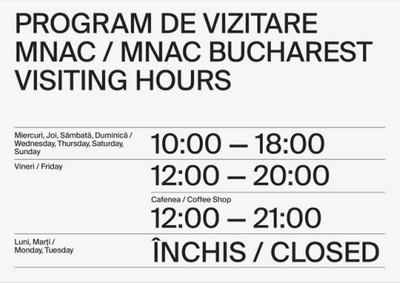 PROGRAM DE VIZITARE
MNAC / MNAC BUCHAREST
VISITING HOURS
Miercuri, Joi, Sâmbată, Duminică /
Wednesday, Thursday, Saturday,
Sunday
10:00 — 18:00
Vineri / Friday
12:00 — 20:00
Cafenea / Coffee Shop
12:00 — 21:00
Luni, Marți /
Monday, Tuesday
ÎNCHIS / CLOSED